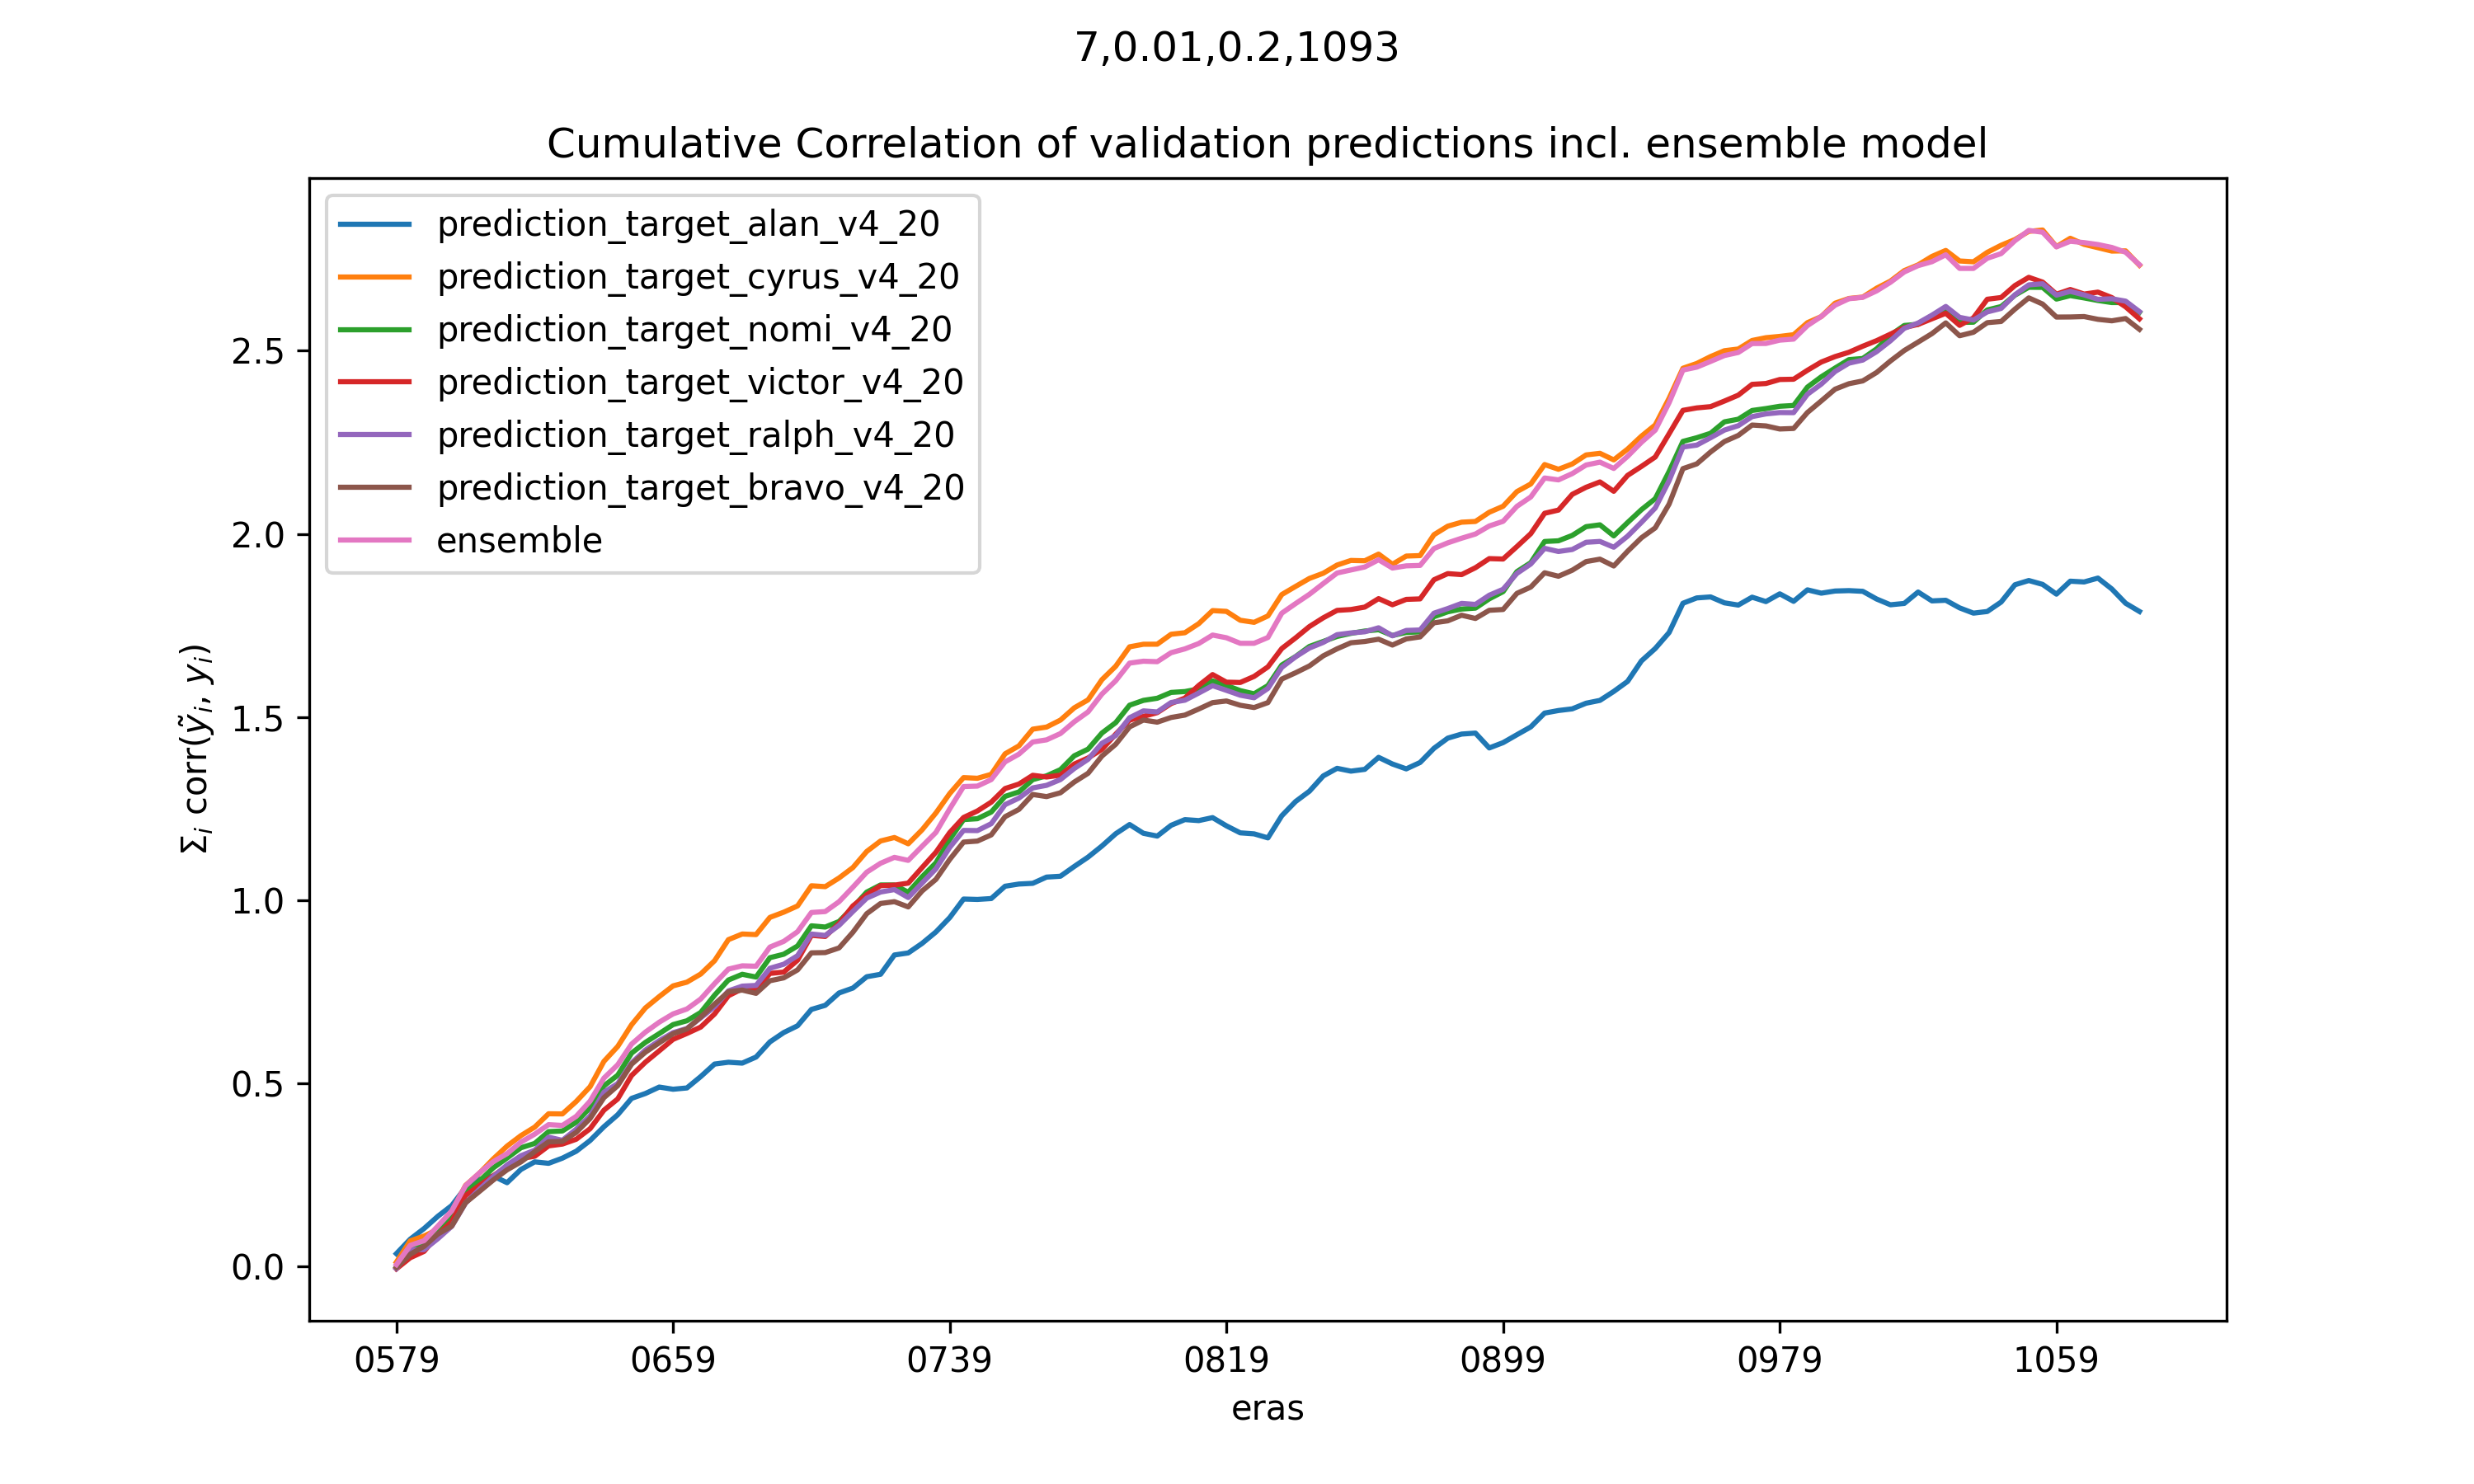 7,0.01,0.2,1093
Cumulative Correlation of validation predictions incl. ensemble model
prediction_target_alan_v4_20
prediction_target_cyrus_v4_20
prediction_target_nomi_v4_20
prediction_target_victor_v4_20
prediction_target_ralph_v4_20
prediction_target_bravo_v4_20
ensemble
Σᵢ corr(ỹᵢ, yᵢ)
2.5
2.0
1.5
1.0
0.5
0.0
0579 0659 0739 0819 0899 0979 1059
eras